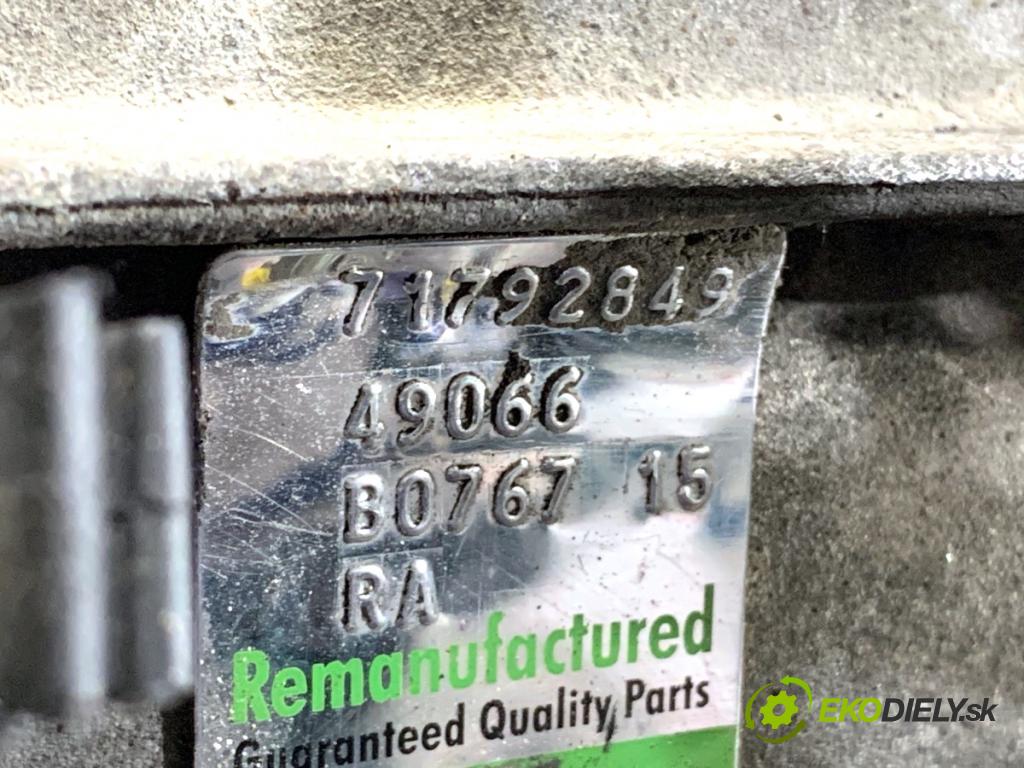 71792849
49066
B0767 15
RA
Remanufactured
Guaranteed Quality Parts
EKODIELY.sk